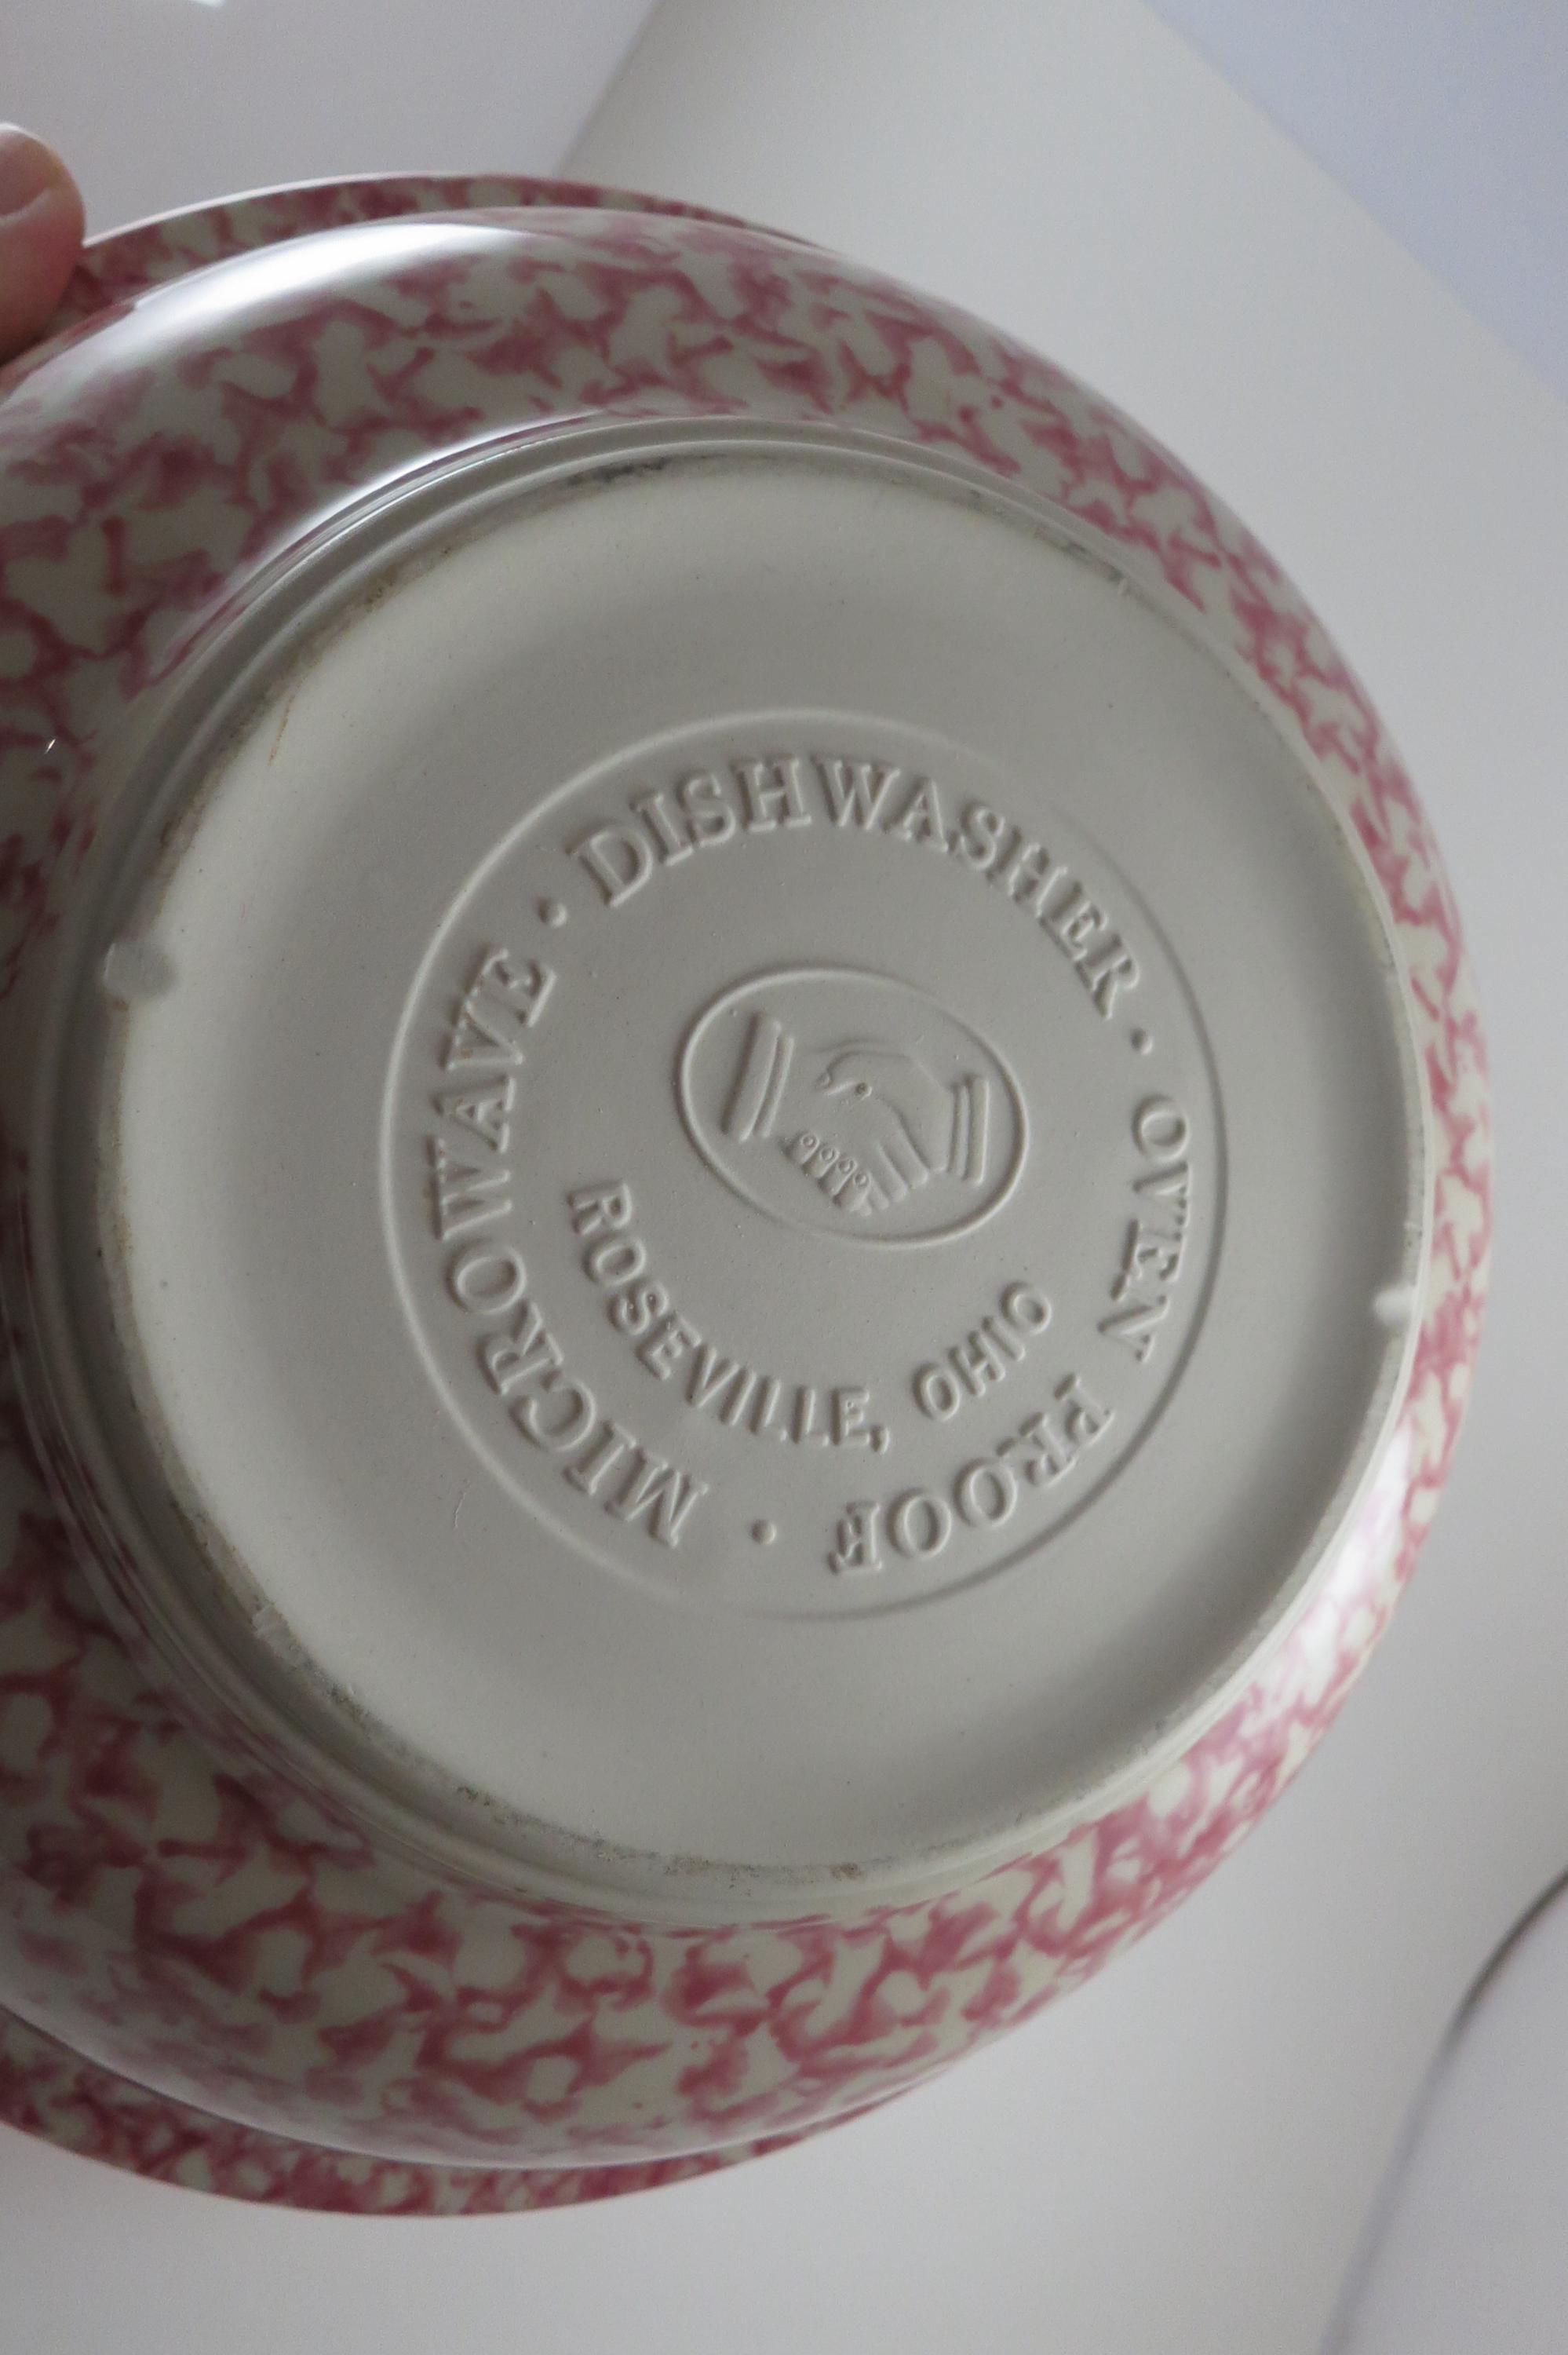 MICROWAVE · DISHWASHER · OVEN PROOF ·
ROSEVILLE, OHIO